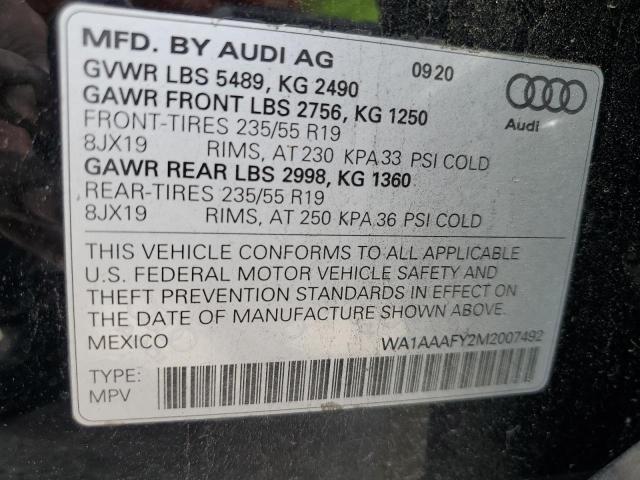 MFD. BY AUDI AG 0920
GVWR LBS 5489, KG 2490
GAWR FRONT LBS 2756, KG 1250
FRONT-TIRES 235/55 R19
8JX19 RIMS, AT 230 KPA 33 PSI COLD
GAWR REAR LBS 2998, KG 1360
REAR-TIRES 235/55 R19
8JX19 RIMS, AT 250 KPA 36 PSI COLD
Audi
THIS VEHICLE CONFORMS TO ALL APPLICABLE
U.S. FEDERAL MOTOR VEHICLE SAFETY AND
THEFT PREVENTION STANDARDS IN EFFECT ON
THE DATE OF MANUFACTURE SHOWN ABOVE.
MEXICO WA1AAAFY2M2007492
TYPE:
MPV